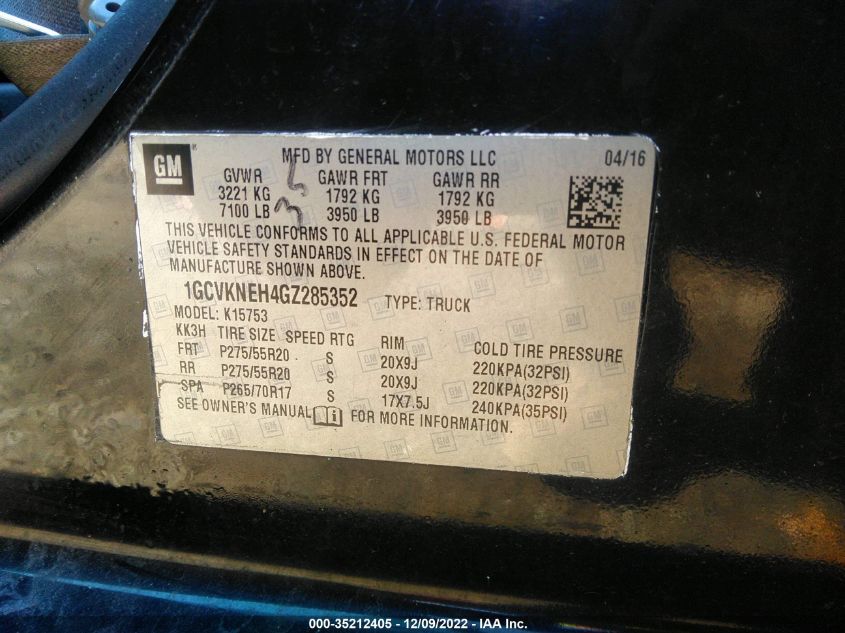 GM
MFD BY GENERAL MOTORS LLC 04/16
GVWR GAWR FRT GAWR RR
3221 KG 1792 KG 1792 KG
7100 LB 3950 LB 3950 LB
THIS VEHICLE CONFORMS TO ALL APPLICABLE U.S. FEDERAL MOTOR
VEHICLE SAFETY STANDARDS IN EFFECT ON THE DATE OF
MANUFACTURE SHOWN ABOVE.
1GCVKNEH4GZ285352 TYPE: TRUCK
MODEL: K15753
KK3H TIRE SIZE SPEED RTG RIM COLD TIRE PRESSURE
FRT P275/55R20 S 20X9J 220KPA(32PSI)
RR P275/55R20 S 20X9J 220KPA(32PSI)
SPA P265/70R17 S 17X7.5J 240KPA(35PSI)
SEE OWNER'S MANUAL FOR MORE INFORMATION.
000-35212405 - 12/09/2022 - IAA Inc.